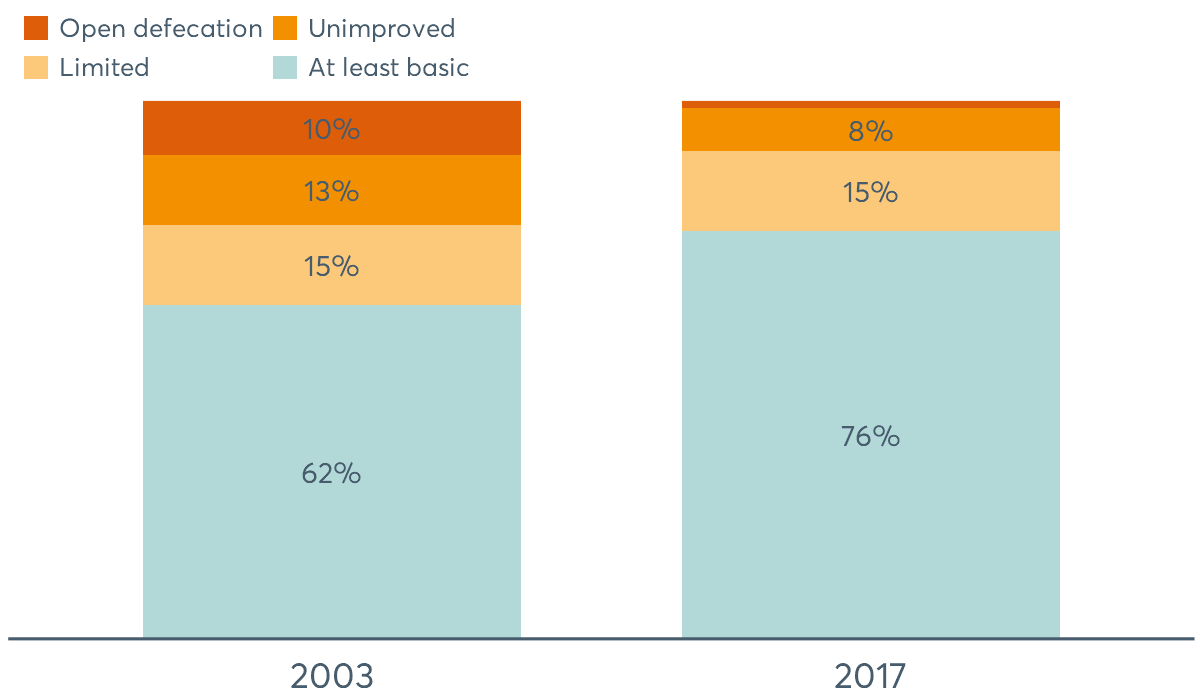 Open defecation Unimproved
Limited At least basic
10% 8%
13% 15%
15%
62% 76%
2003 2017